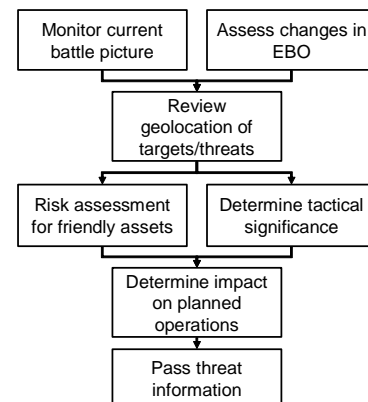 Monitor current
battle picture
Assess changes in
EBO
Review
geolocation of
targets/threats
Risk assessment
for friendly assets
Determine tactical
significance
Determine impact
on planned
operations
Pass threat
information